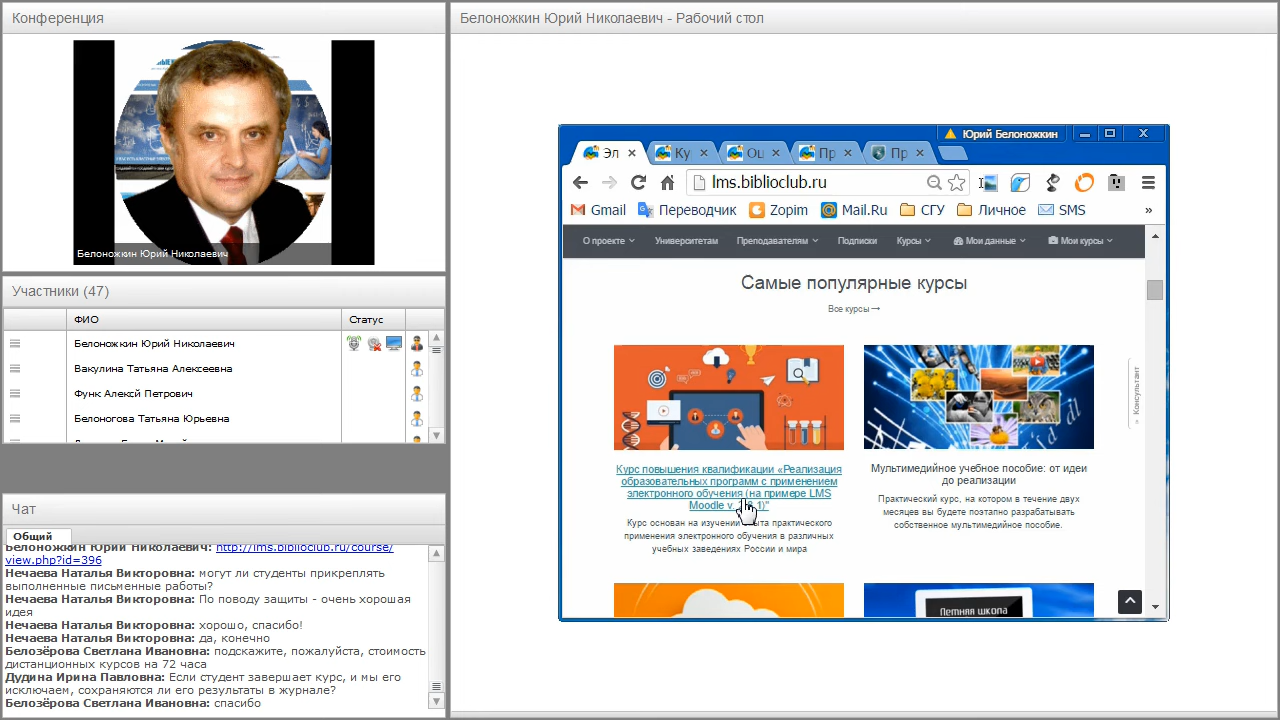 Конференция
Белоножкин Юрий Николаевич
Участники (47)
ФИО
Статус
Белоножкин Юрий Николаевич
Вакулина Татьяна Алексеевна
Функ Алексй Петрович
Белоногова Татьяна Юрьевна
Чат
Общий
Белоножкин Юрий Николаевич: http://lms.biblioclub.ru/course/
view.php?id=396
Нечаева Наталья Викторовна: могут ли студенты прикреплять
выполненные письменные работы?
Нечаева Наталья Викторовна: По поводу защиты - очень хорошая
идея
Нечаева Наталья Викторовна: хорошо, спасибо!
Нечаева Наталья Викторовна: да, конечно
Белозёрова Светлана Ивановна: подскажите, пожалуйста, стоимость
дистанционных курсов на 72 часа
Дудина Ирина Павловна: Если студент завершает курс, и мы его
исключаем, сохраняются ли его результаты в журнале?
Белозёрова Светлана Ивановна: спасибо
Белоножкин Юрий Николаевич - Рабочий стол
Юрий Белоножкин
Эл
Ку
Оц
Пр
Пр
lms.biblioclub.ru
Gmail Переводчик Zopim Mail.Ru СГУ Личное SMS »
О проекте Университетам Преподавателям Подписки Курсы Мои данные Мои курсы
Самые популярные курсы
Все курсы →
Курс повышения квалификации «Реализация
образовательных программ с применением
электронного обучения (на примере LMS
Moodle v.
Курс основан на изучении опыта практического
применения электронного обучения в различных
учебных заведениях России и мира
Мультимедийное учебное пособие: от идеи
до реализации
Практический курс, на котором в течение двух
месяцев вы будете поэтапно разрабатывать
собственное мультимедийное пособие.
Консультант
Летняя школа